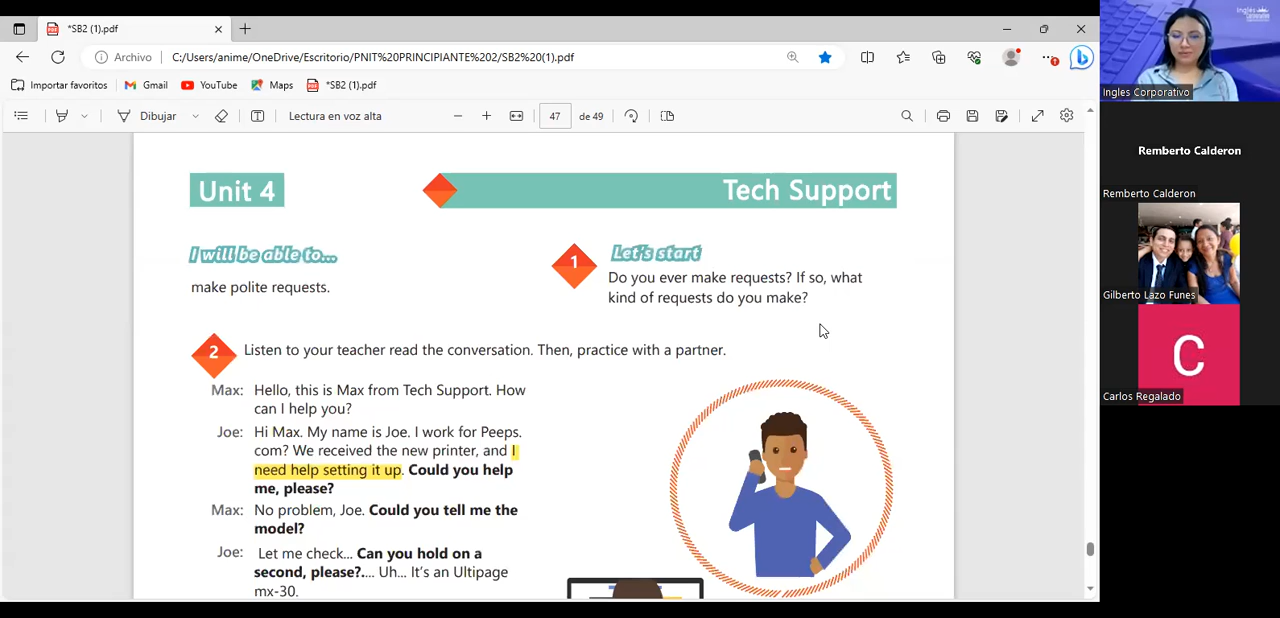 *SB2 (1).pdf
Archivo
C:/Users/anime/OneDrive/Escritorio/PNIT%20PRINCIPIANTE%202/SB2%20(1).pdf
Importar favoritos
Gmail
YouTube
Maps
*SB2 (1).pdf
Dibujar
Lectura en voz alta
47
de 49
Unit 4
Tech Support
I will be able to...
make polite requests.
1
Let's start
Do you ever make requests? If so, what
kind of requests do you make?
2
Listen to your teacher read the conversation. Then, practice with a partner.
Max: Hello, this is Max from Tech Support. How
can I help you?
Joe: Hi Max. My name is Joe. I work for Peeps.
com? We received the new printer, and I
need help setting it up. Could you help
me, please?
Max: No problem, Joe. Could you tell me the
model?
Joe: Let me check... Can you hold on a
second, please?.... Uh... It's an Ultipage
mx-30.
Ingles
Corporativo
Ingles Corporativo
Remberto Calderon
Remberto Calderon
Gilberto Lazo Funes
C
Carlos Regalado